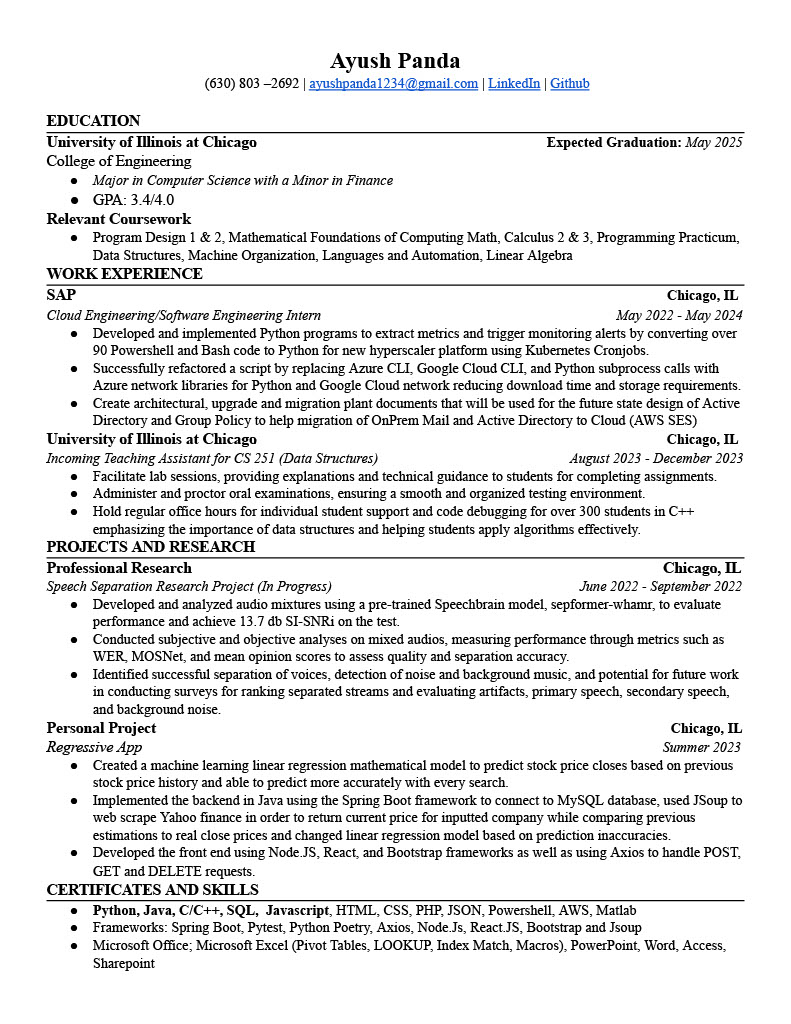 Ayush Panda
(630) 803 –2692 | ayushpanda1234@gmail.com | LinkedIn | Github
EDUCATION
University of Illinois at Chicago Expected Graduation: May 2025
College of Engineering
● Major in Computer Science with a Minor in Finance
● GPA: 3.4/4.0
Relevant Coursework
● Program Design 1 & 2, Mathematical Foundations of Computing Math, Calculus 2 & 3, Programming Practicum,
Data Structures, Machine Organization, Languages and Automation, Linear Algebra
WORK EXPERIENCE
SAP Chicago, IL
Cloud Engineering/Software Engineering Intern May 2022 - May 2024
● Developed and implemented Python programs to extract metrics and trigger monitoring alerts by converting over
90 Powershell and Bash code to Python for new hyperscaler platform using Kubernetes Cronjobs.
● Successfully refactored a script by replacing Azure CLI, Google Cloud CLI, and Python subprocess calls with
Azure network libraries for Python and Google Cloud network reducing download time and storage requirements.
● Create architectural, upgrade and migration plant documents that will be used for the future state design of Active
Directory and Group Policy to help migration of OnPrem Mail and Active Directory to Cloud (AWS SES)
University of Illinois at Chicago Chicago, IL
Incoming Teaching Assistant for CS 251 (Data Structures) August 2023 - December 2023
● Facilitate lab sessions, providing explanations and technical guidance to students for completing assignments.
● Administer and proctor oral examinations, ensuring a smooth and organized testing environment.
● Hold regular office hours for individual student support and code debugging for over 300 students in C++
emphasizing the importance of data structures and helping students apply algorithms effectively.
PROJECTS AND RESEARCH
Professional Research Chicago, IL
Speech Separation Research Project (In Progress) June 2022 - September 2022
● Developed and analyzed audio mixtures using a pre-trained Speechbrain model, sepformer-whamr, to evaluate
performance and achieve 13.7 db SI-SNRi on the test.
● Conducted subjective and objective analyses on mixed audios, measuring performance through metrics such as
WER, MOSNet, and mean opinion scores to assess quality and separation accuracy.
● Identified successful separation of voices, detection of noise and background music, and potential for future work
in conducting surveys for ranking separated streams and evaluating artifacts, primary speech, secondary speech,
and background noise.
Personal Project Chicago, IL
Regressive App Summer 2023
● Created a machine learning linear regression mathematical model to predict stock price closes based on previous
stock price history and able to predict more accurately with every search.
● Implemented the backend in Java using the Spring Boot framework to connect to MySQL database, used JSoup to
web scrape Yahoo finance in order to return current price for inputted company while comparing previous
estimations to real close prices and changed linear regression model based on prediction inaccuracies.
● Developed the front end using Node.JS, React, and Bootstrap frameworks as well as using Axios to handle POST,
GET and DELETE requests.
CERTIFICATES AND SKILLS
● Python, Java, C/C++, SQL, Javascript, HTML, CSS, PHP, JSON, Powershell, AWS, Matlab
● Frameworks: Spring Boot, Pytest, Python Poetry, Axios, Node.Js, React.JS, Bootstrap and Jsoup
● Microsoft Office; Microsoft Excel (Pivot Tables, LOOKUP, Index Match, Macros), PowerPoint, Word, Access,
Sharepoint